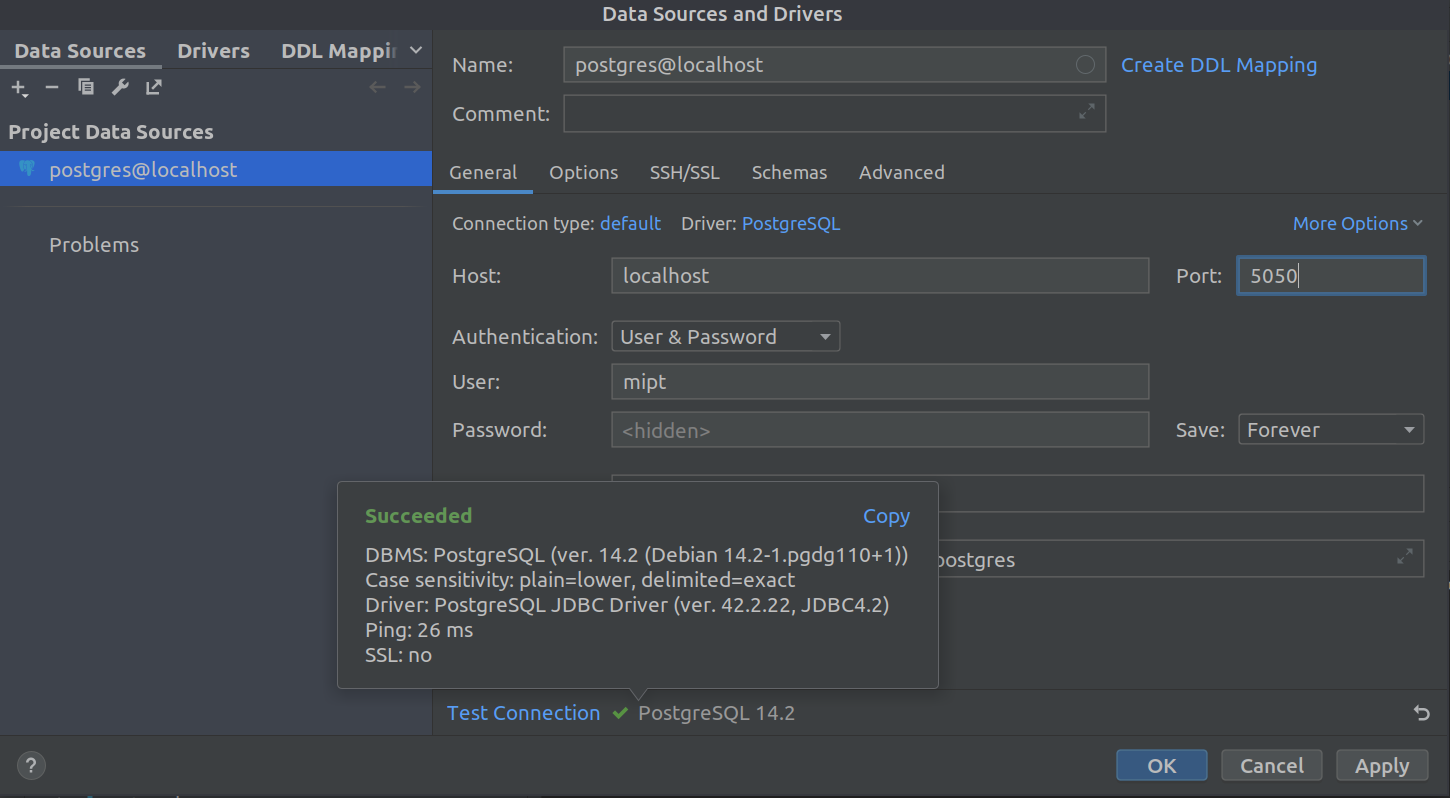 Data Sources and Drivers
Data Sources Drivers DDL Mappin
Project Data Sources
postgres@localhost
Problems
Name: postgres@localhost Create DDL Mapping
Comment:
General Options SSH/SSL Schemas Advanced
Connection type: default Driver: PostgreSQL More Options
Host: localhost Port: 5050
Authentication: User & Password
User: mipt
Password: <hidden> Save: Forever
postgres
Succeeded Copy
DBMS: PostgreSQL (ver. 14.2 (Debian 14.2-1.pgdg110+1))
Case sensitivity: plain=lower, delimited=exact
Driver: PostgreSQL JDBC Driver (ver. 42.2.22, JDBC4.2)
Ping: 26 ms
SSL: no
Test Connection PostgreSQL 14.2
? OK Cancel Apply